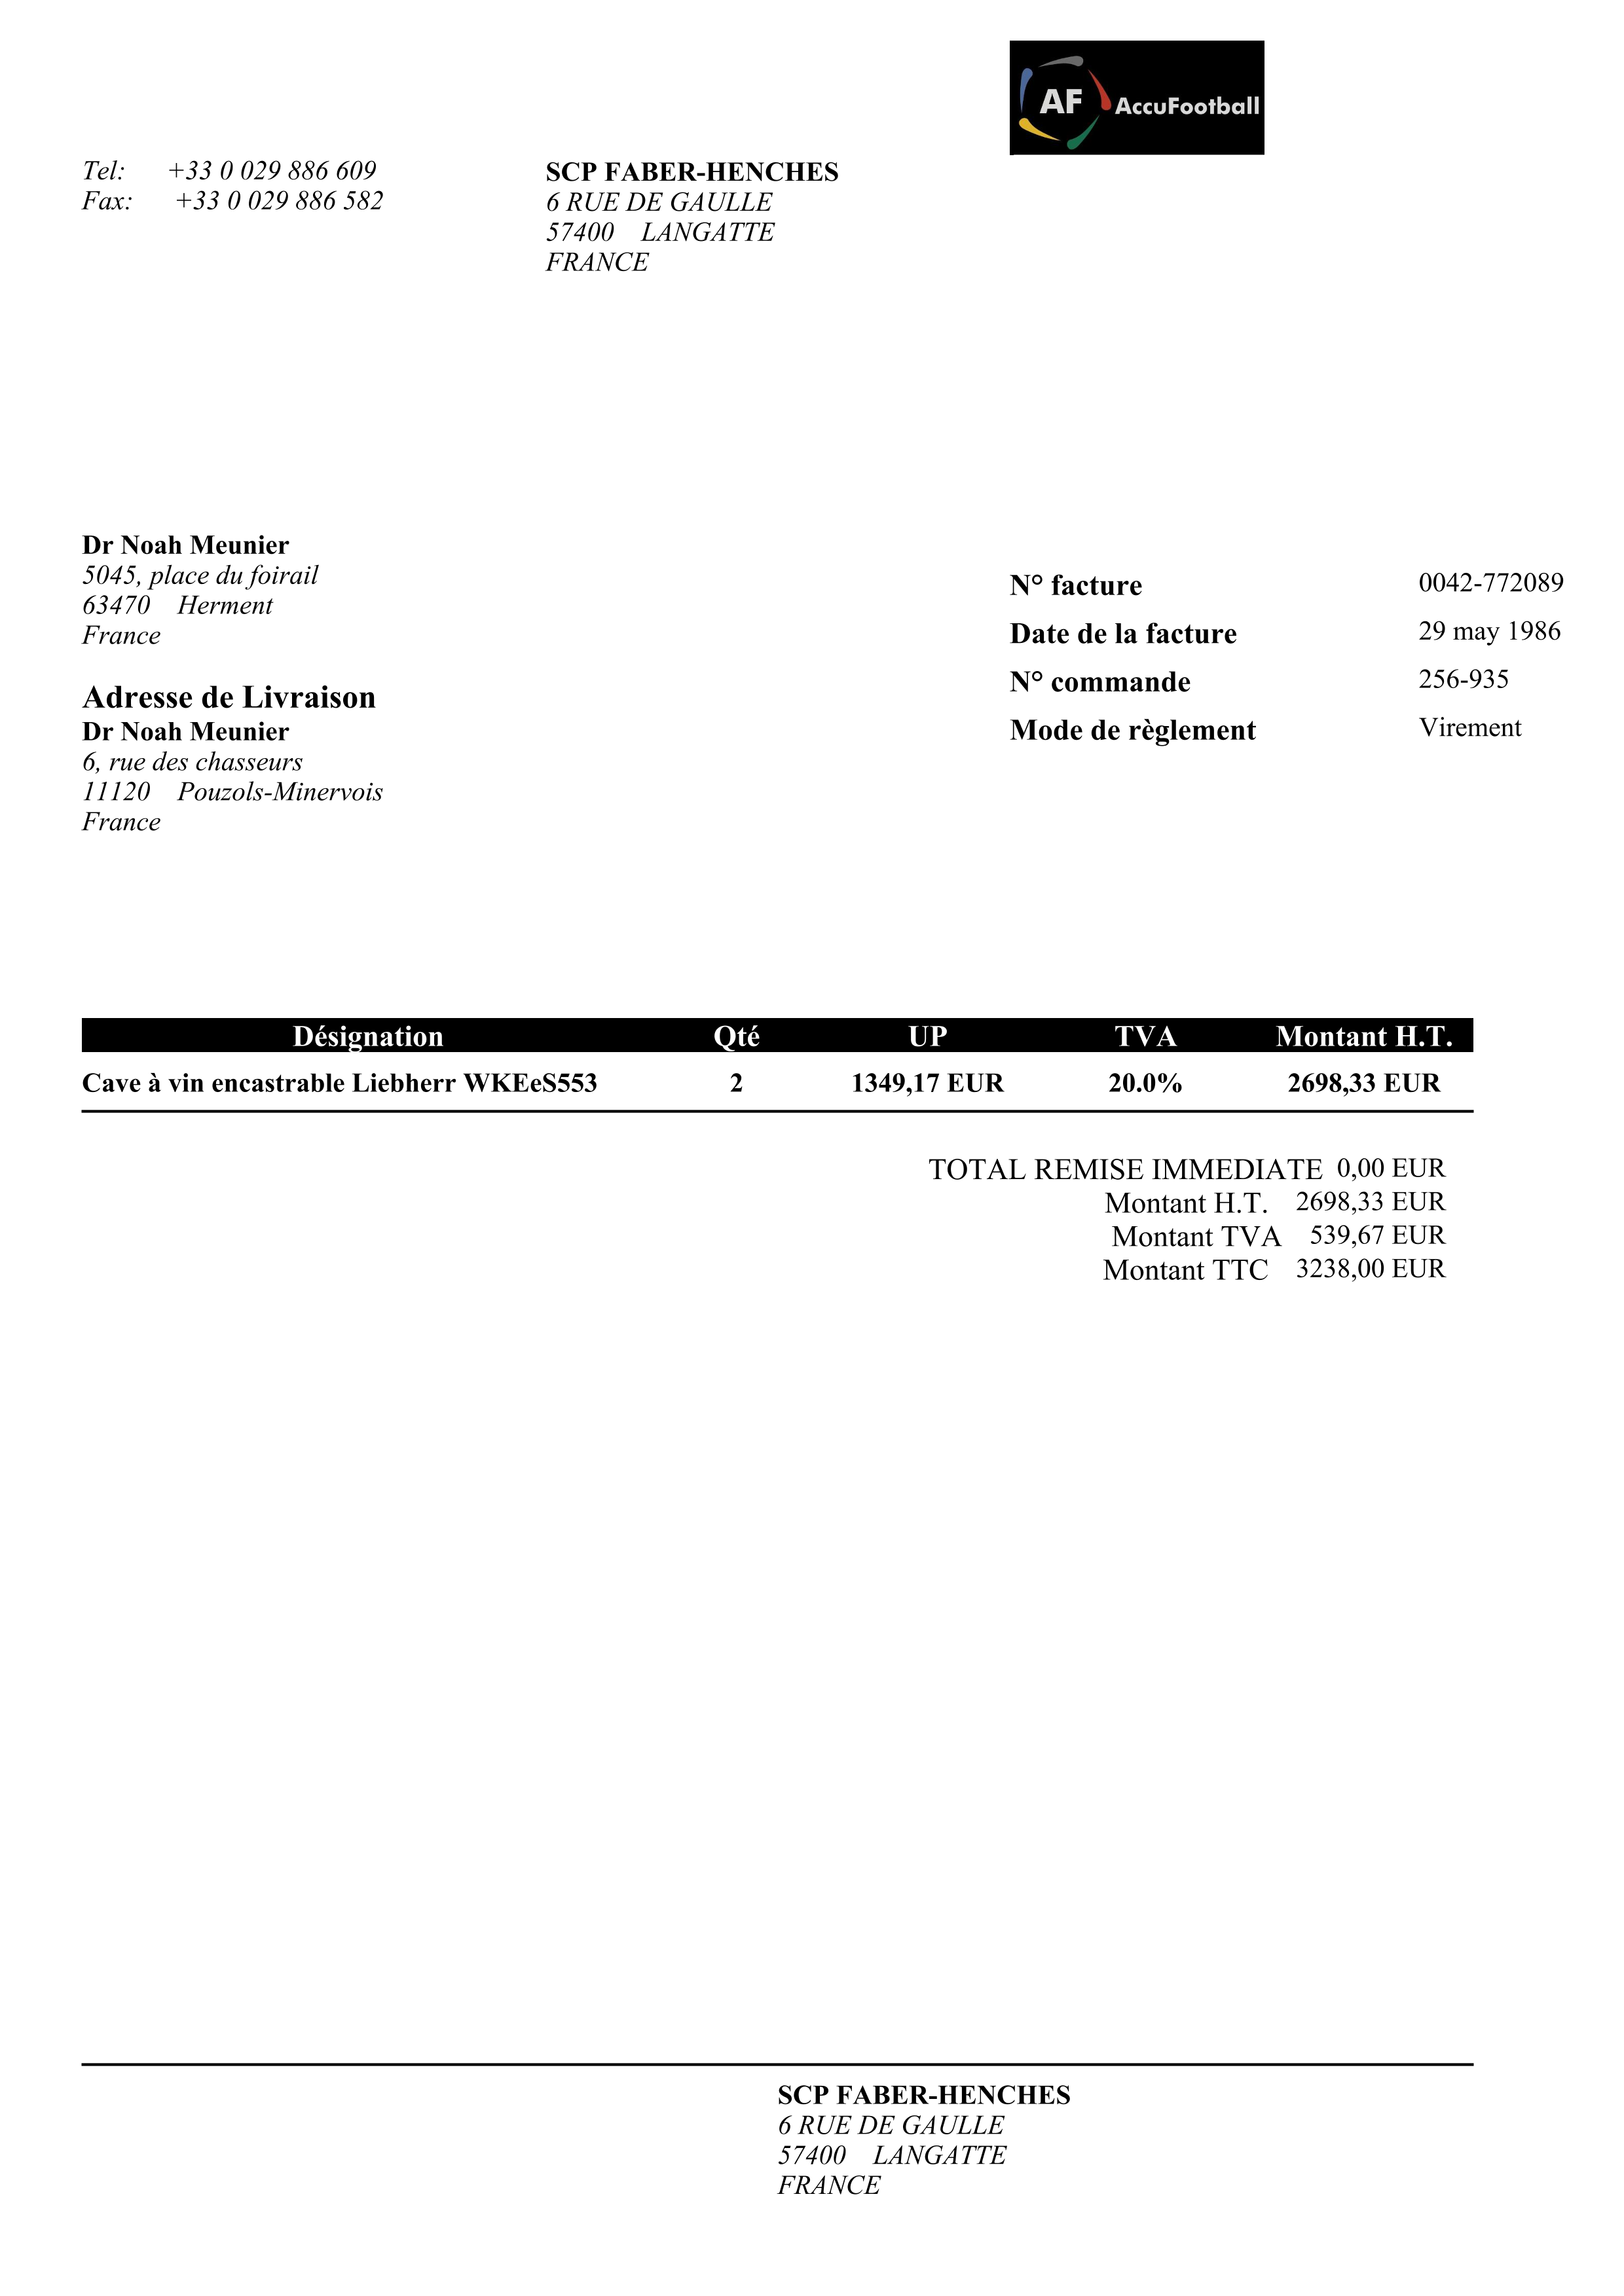 AF AccuFootball
Tel: +33 0 029 886 609
Fax: +33 0 029 886 582
SCP FABER-HENCHES
6 RUE DE GAULLE
57400 LANGATTE
FRANCE
Dr Noah Meunier
5045, place du foirail
63470 Herment
France
Adresse de Livraison
Dr Noah Meunier
6, rue des chasseurs
11120 Pouzols-Minervois
France
N° facture 0042-772089
Date de la facture 29 may 1986
N° commande 256-935
Mode de règlement Virement
Désignation Qté UP TVA Montant H.T.
Cave à vin encastrable Liebherr WKEeS553 2 1349,17 EUR 20.0% 2698,33 EUR
TOTAL REMISE IMMEDIATE 0,00 EUR
Montant H.T. 2698,33 EUR
Montant TVA 539,67 EUR
Montant TTC 3238,00 EUR
SCP FABER-HENCHES
6 RUE DE GAULLE
57400 LANGATTE
FRANCE